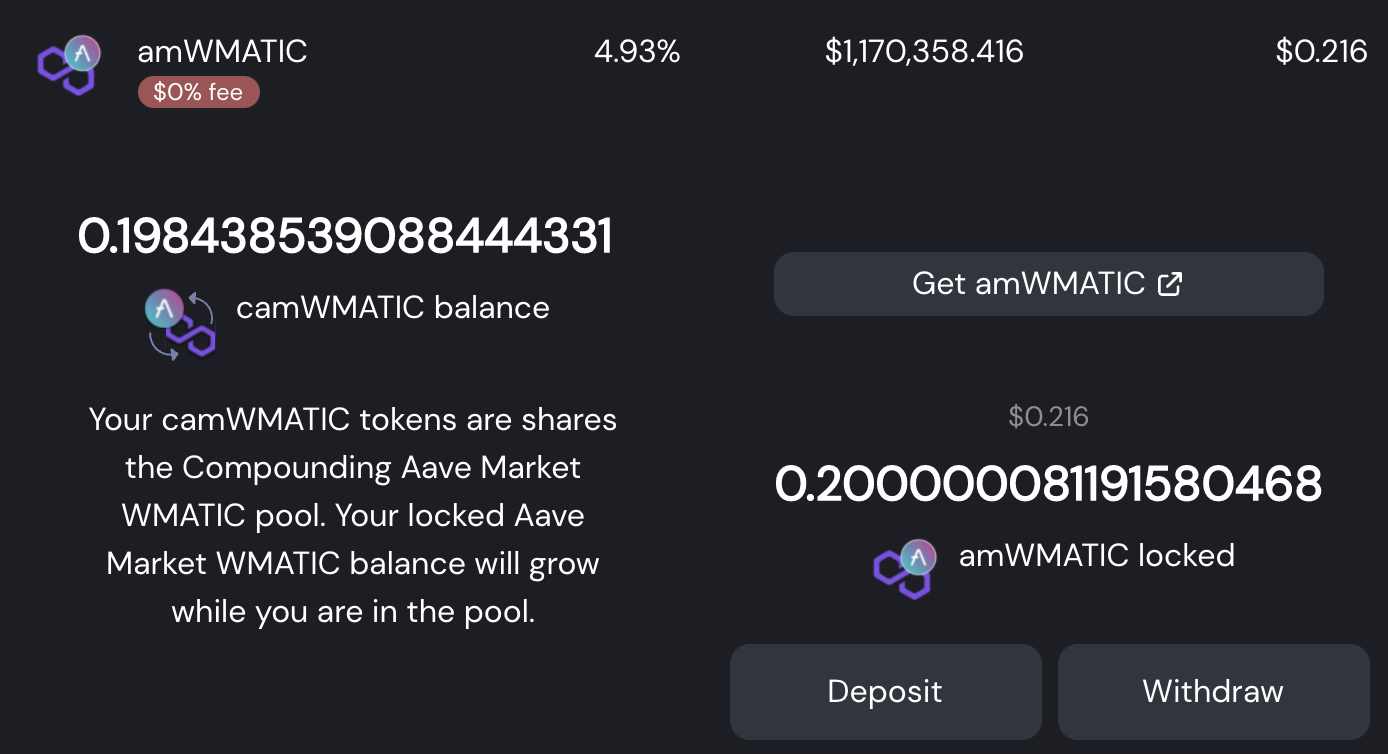 amWMATIC 4.93% $1,170,358.416 $0.216
$0% fee
0.198438539088444331
camWMATIC balance
Your camWMATIC tokens are shares
the Compounding Aave Market
WMATIC pool. Your locked Aave
Market WMATIC balance will grow
while you are in the pool.
Get amWMATIC
$0.216
0.200000081191580468
amWMATIC locked
Deposit Withdraw